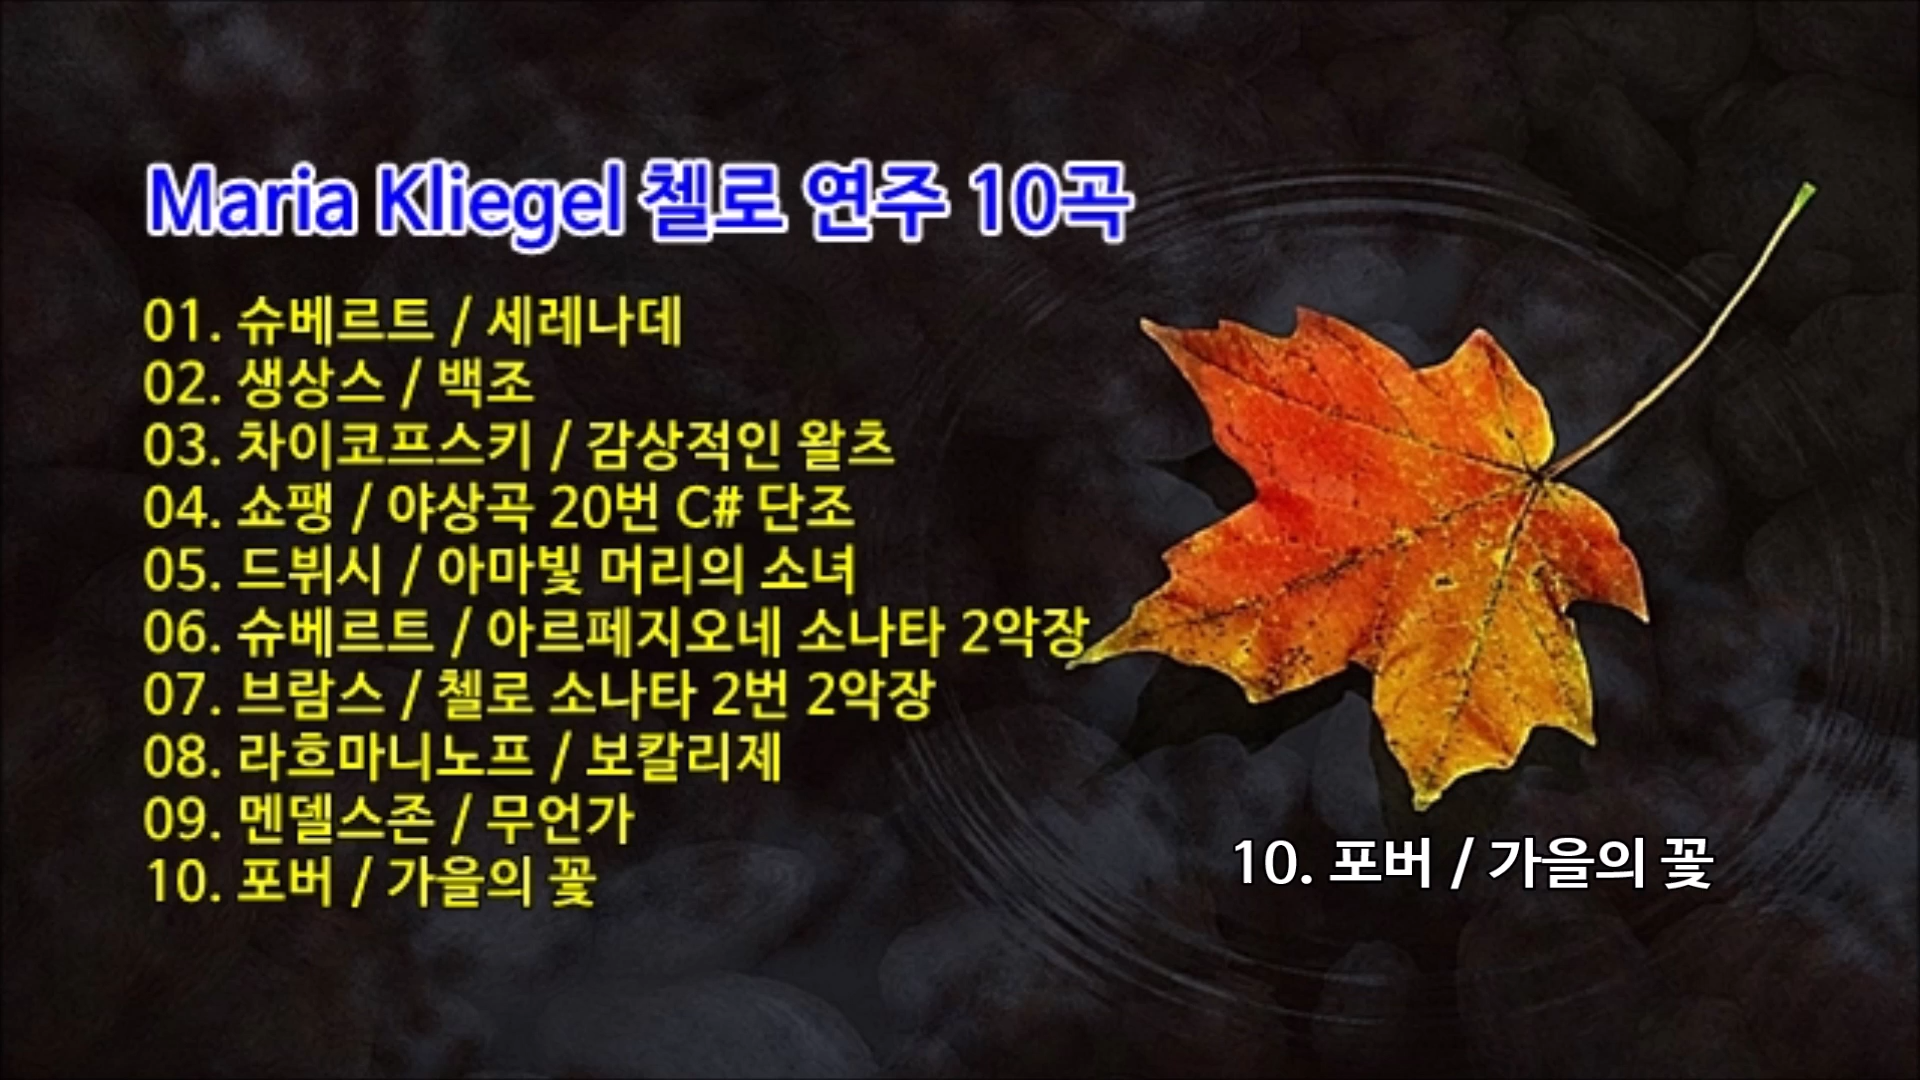 Maria Kliegel 첼로 연주 10곡
01. 슈베르트 / 세레나데
02. 생상스 / 백조
03. 차이코프스키 / 감상적인 왈츠
04. 쇼팽 / 야상곡 20번 C# 단조
05. 드뷔시 / 아마빛 머리의 소녀
06. 슈베르트 / 아르페지오네 소나타 2악장
07. 브람스 / 첼로 소나타 2번 2악장
08. 라흐마니노프 / 보칼리제
09. 멘델스존 / 무언가
10. 포버 / 가을의 꽃
10. 포버 / 가을의 꽃